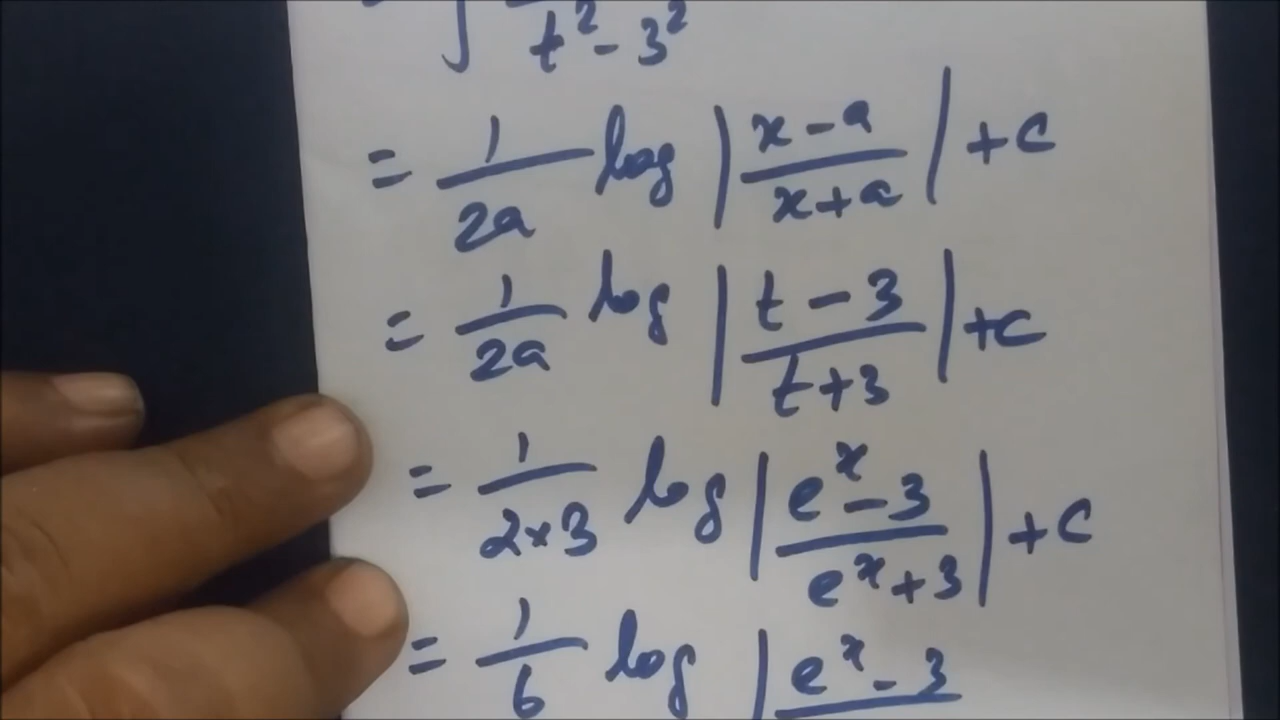 = ∫ ― / t² - 3²
= 1/2a log | x - a / x + a | + c
= 1/2a log | t - 3 / t + 3 | + c
= 1/2×3 log | eˣ - 3 / eˣ + 3 | + c
= 1/6 log | eˣ - 3